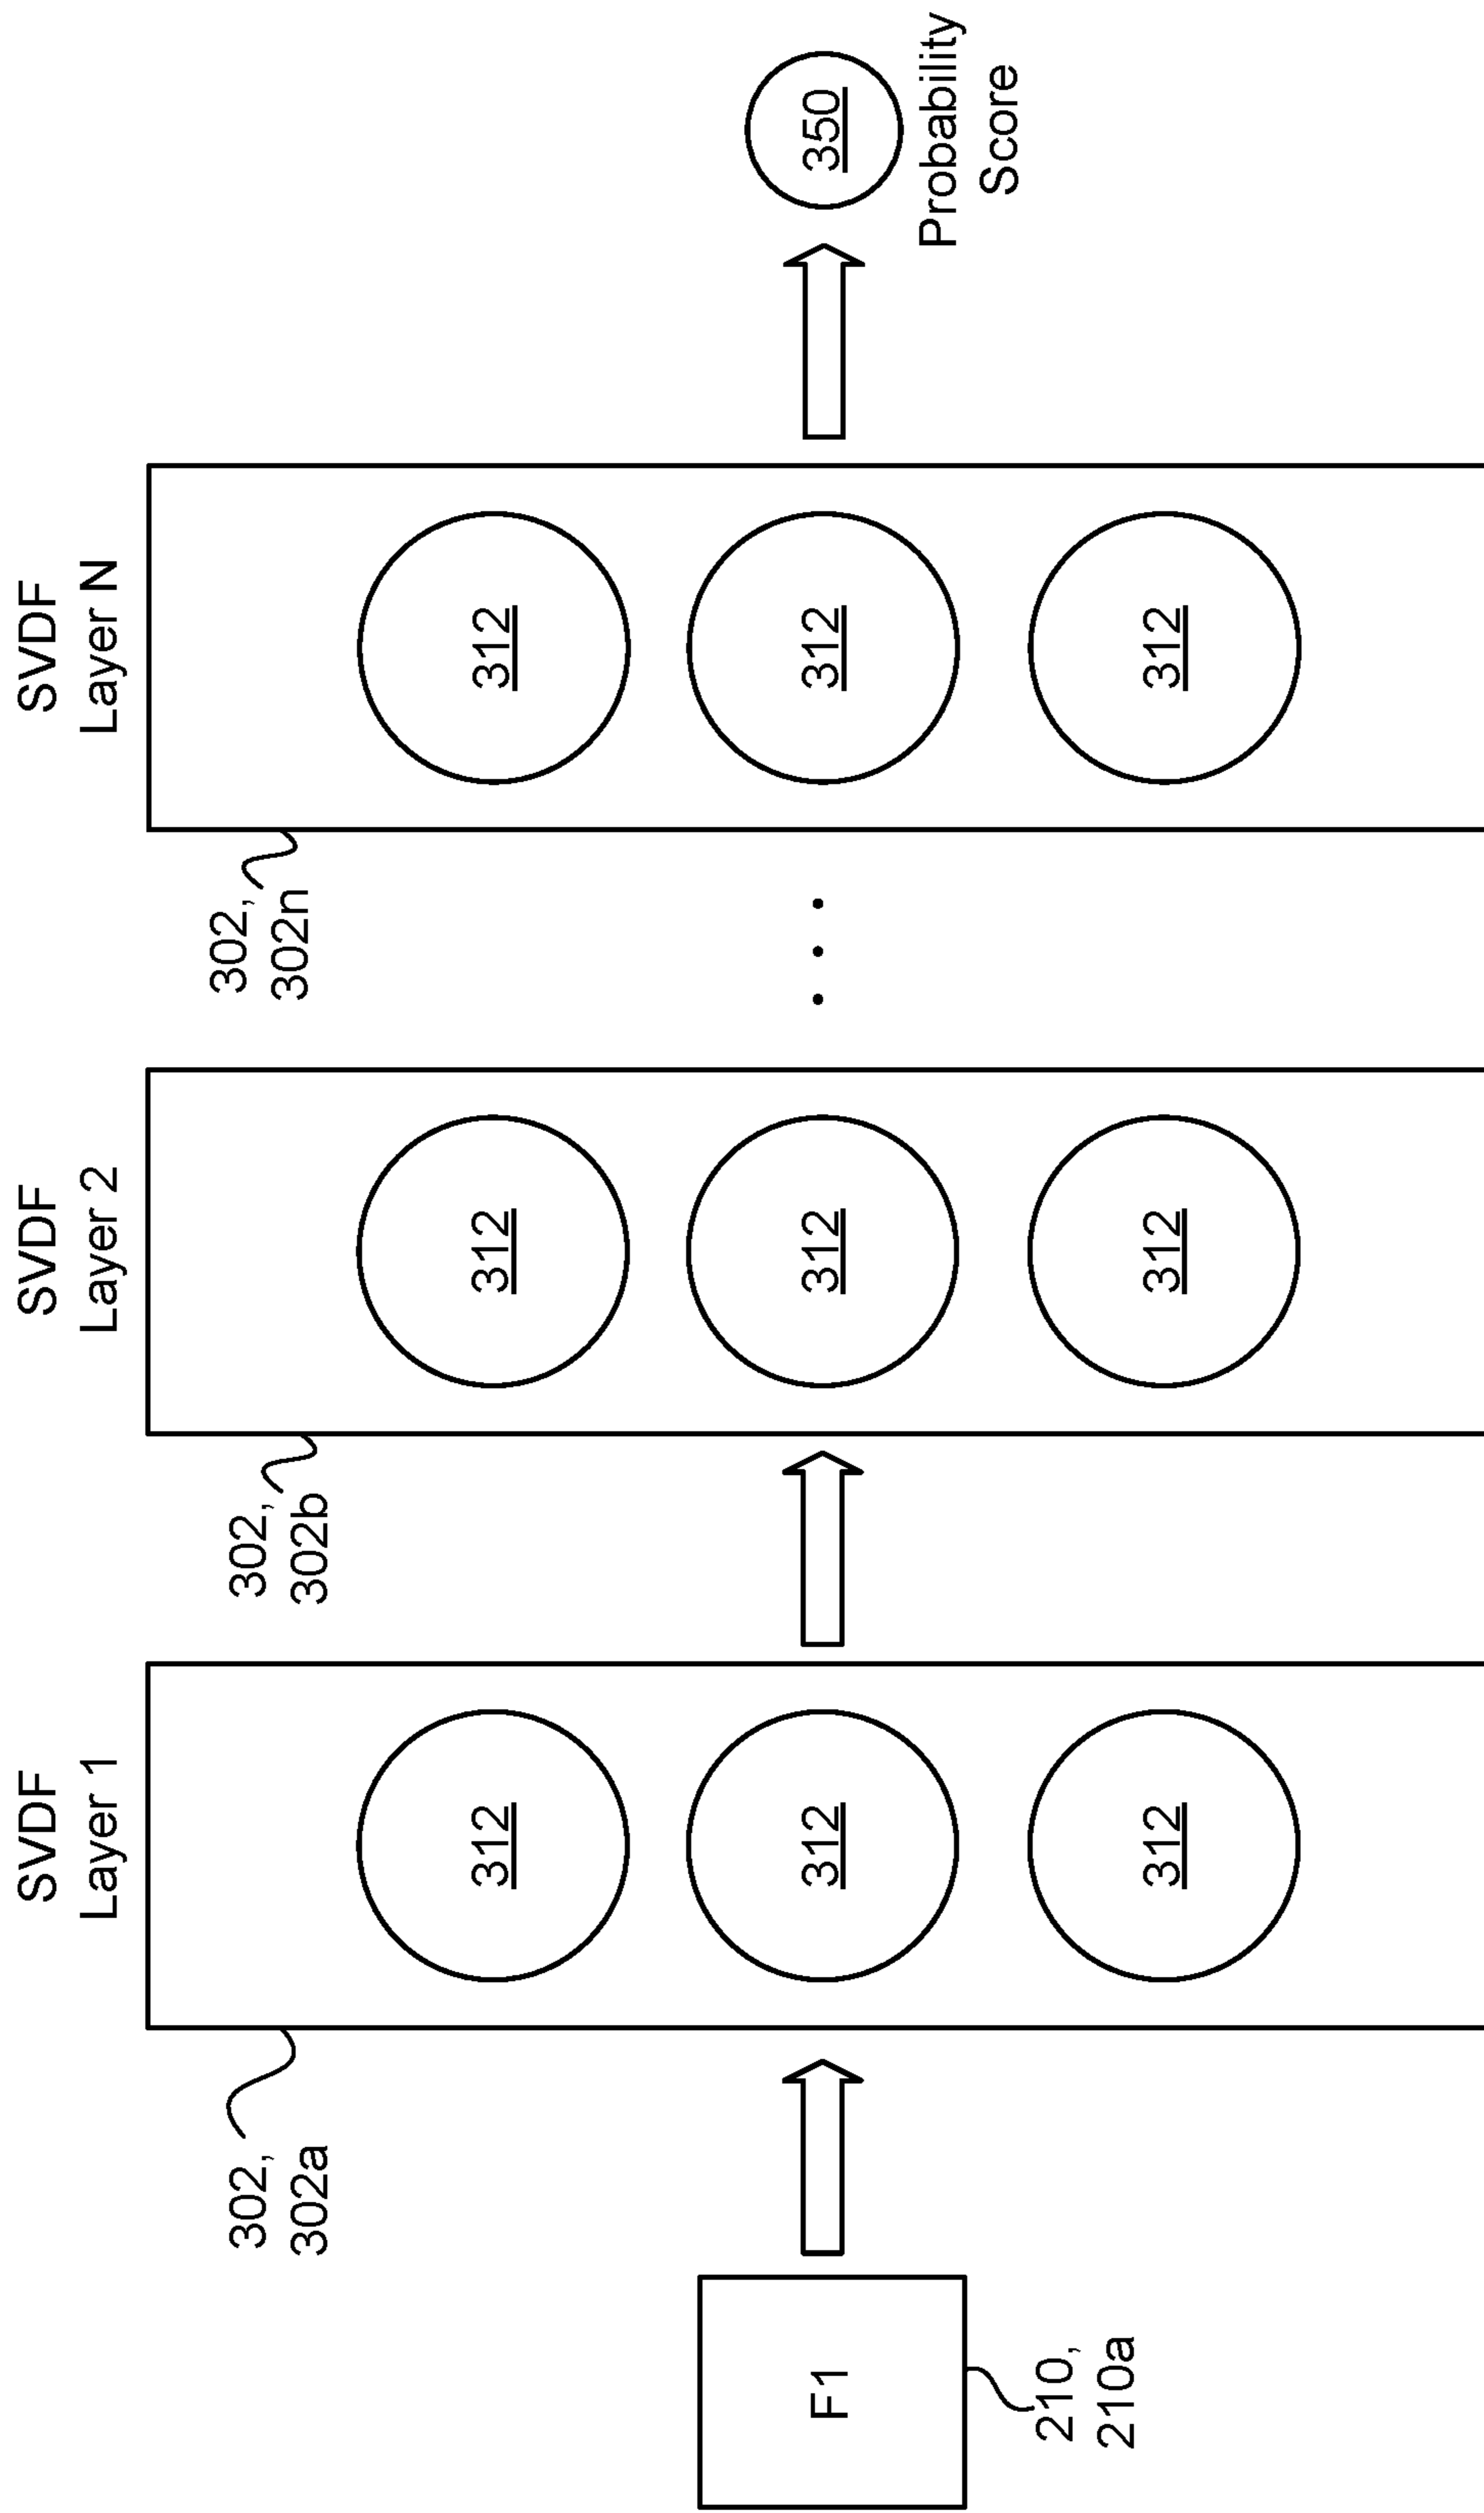 SVDF
Layer 1
SVDF
Layer 2
SVDF
Layer N
302,
302a
302,
302b
302,
302n
312
312
312
312
312
312
312
312
312
F1
210,
210a
350
Probability
Score